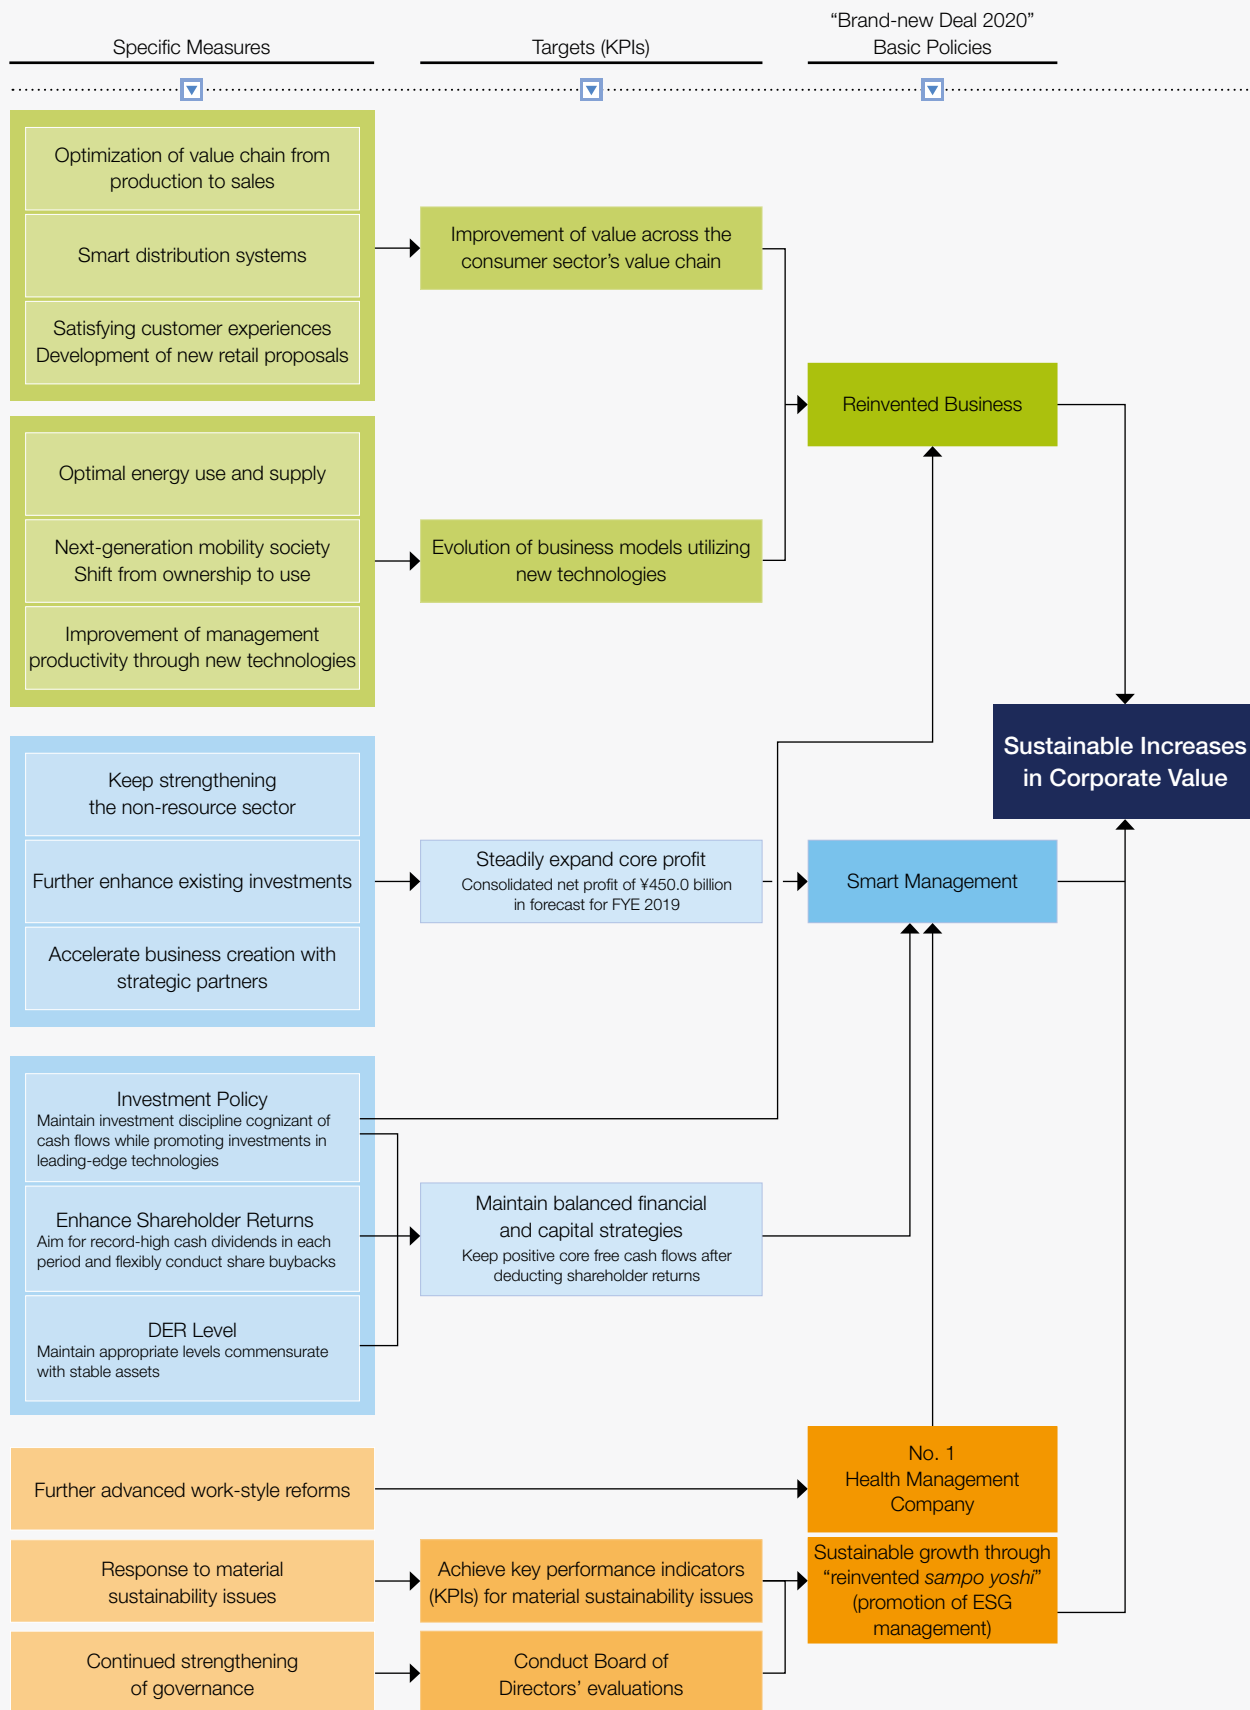 Specific Measures
Targets (KPIs)
“Brand-new Deal 2020”
Basic Policies
Optimization of value chain from
production to sales
Smart distribution systems
Satisfying customer experiences
Development of new retail proposals
Improvement of value across the
consumer sector’s value chain
Reinvented Business
Optimal energy use and supply
Next-generation mobility society
Shift from ownership to use
Improvement of management
productivity through new technologies
Evolution of business models utilizing
new technologies
Sustainable Increases
in Corporate Value
Keep strengthening
the non-resource sector
Further enhance existing investments
Accelerate business creation with
strategic partners
Steadily expand core profit
Consolidated net profit of ¥450.0 billion
in forecast for FYE 2019
Smart Management
Investment Policy
Maintain investment discipline cognizant of
cash flows while promoting investments in
leading-edge technologies
Enhance Shareholder Returns
Aim for record-high cash dividends in each
period and flexibly conduct share buybacks
DER Level
Maintain appropriate levels commensurate
with stable assets
Maintain balanced financial
and capital strategies
Keep positive core free cash flows after
deducting shareholder returns
Further advanced work-style reforms
No. 1
Health Management
Company
Response to material
sustainability issues
Achieve key performance indicators
(KPIs) for material sustainability issues
Sustainable growth through
“reinvented sampo yoshi”
(promotion of ESG
management)
Continued strengthening
of governance
Conduct Board of
Directors’ evaluations